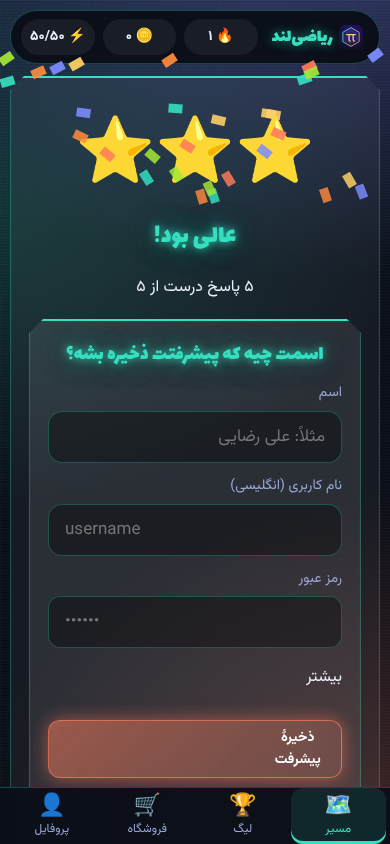 ریاضی‌لند
🔥 ۱
🪙 ۰
⚡ ۵۰/۵۰
عالی بود!
۵ پاسخ درست از ۵
اسمت چیه که پیشرفتت ذخیره بشه؟
اسم
مثلاً: علی رضایی
نام کاربری (انگلیسی)
username
رمز عبور
••••••
بیشتر
ذخیرهٔ
پیشرفت
مسیر
لیگ
فروشگاه
پروفایل